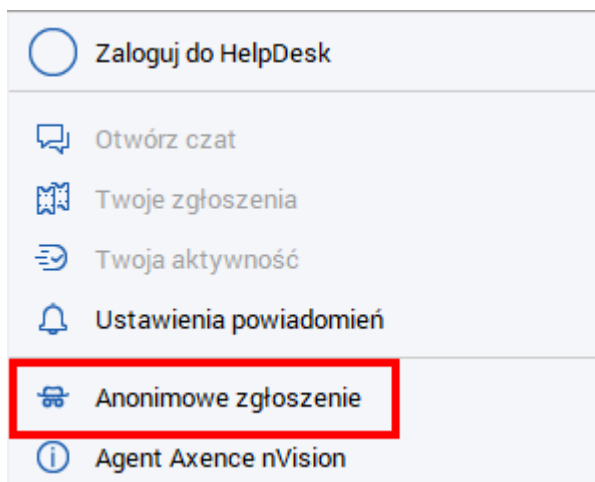 Zaloguj do HelpDesk
Otwórz czat
Twoje zgłoszenia
Twoja aktywność
Ustawienia powiadomień
Anonimowe zgłoszenie
Agent Axence nVision